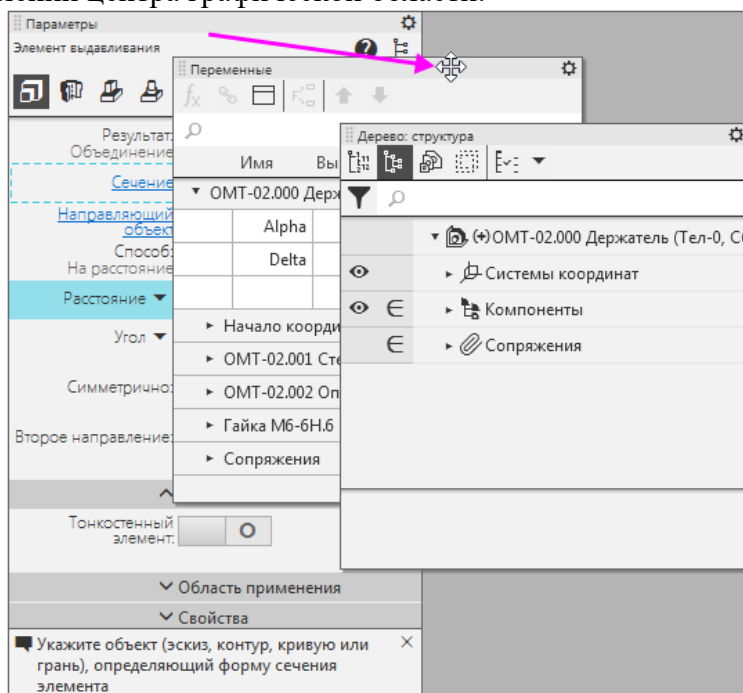 Параметры
Элемент выдавливания
Результат:
Объединение
Сечение
Направляющий
объект
Способ:
На расстояние
Расстояние
Угол
Симметрично:
Второе направление:
Тонкостенный
элемент:
Область применения
Свойства
Укажите объект (эскиз, контур, кривую или
грань), определяющий форму сечения
элемента
Переменные
Имя Вы
ОМТ-02.000 Держ
Alpha
Delta
Начало коорди
ОМТ-02.001 Сте
ОМТ-02.002 Оп
Гайка М6-6Н.6
Сопряжения
Дерево: структура
(+)ОМТ-02.000 Держатель (Тел-0, С
Системы координат
Компоненты
Сопряжения